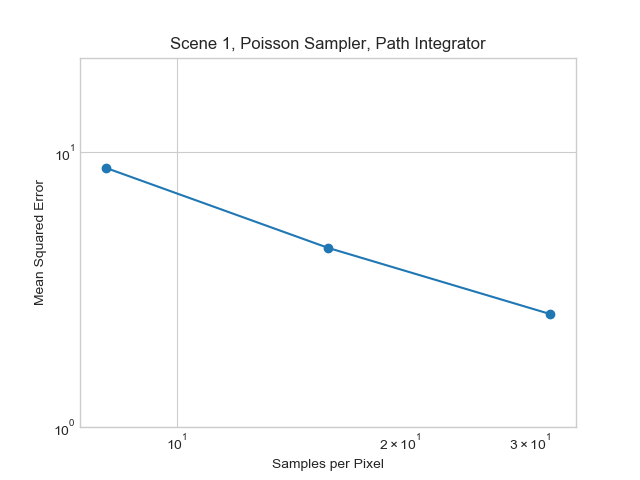 Scene 1, Poisson Sampler, Path Integrator
Mean Squared Error
10¹
10⁰
10¹
2 × 10¹
3 × 10¹
Samples per Pixel